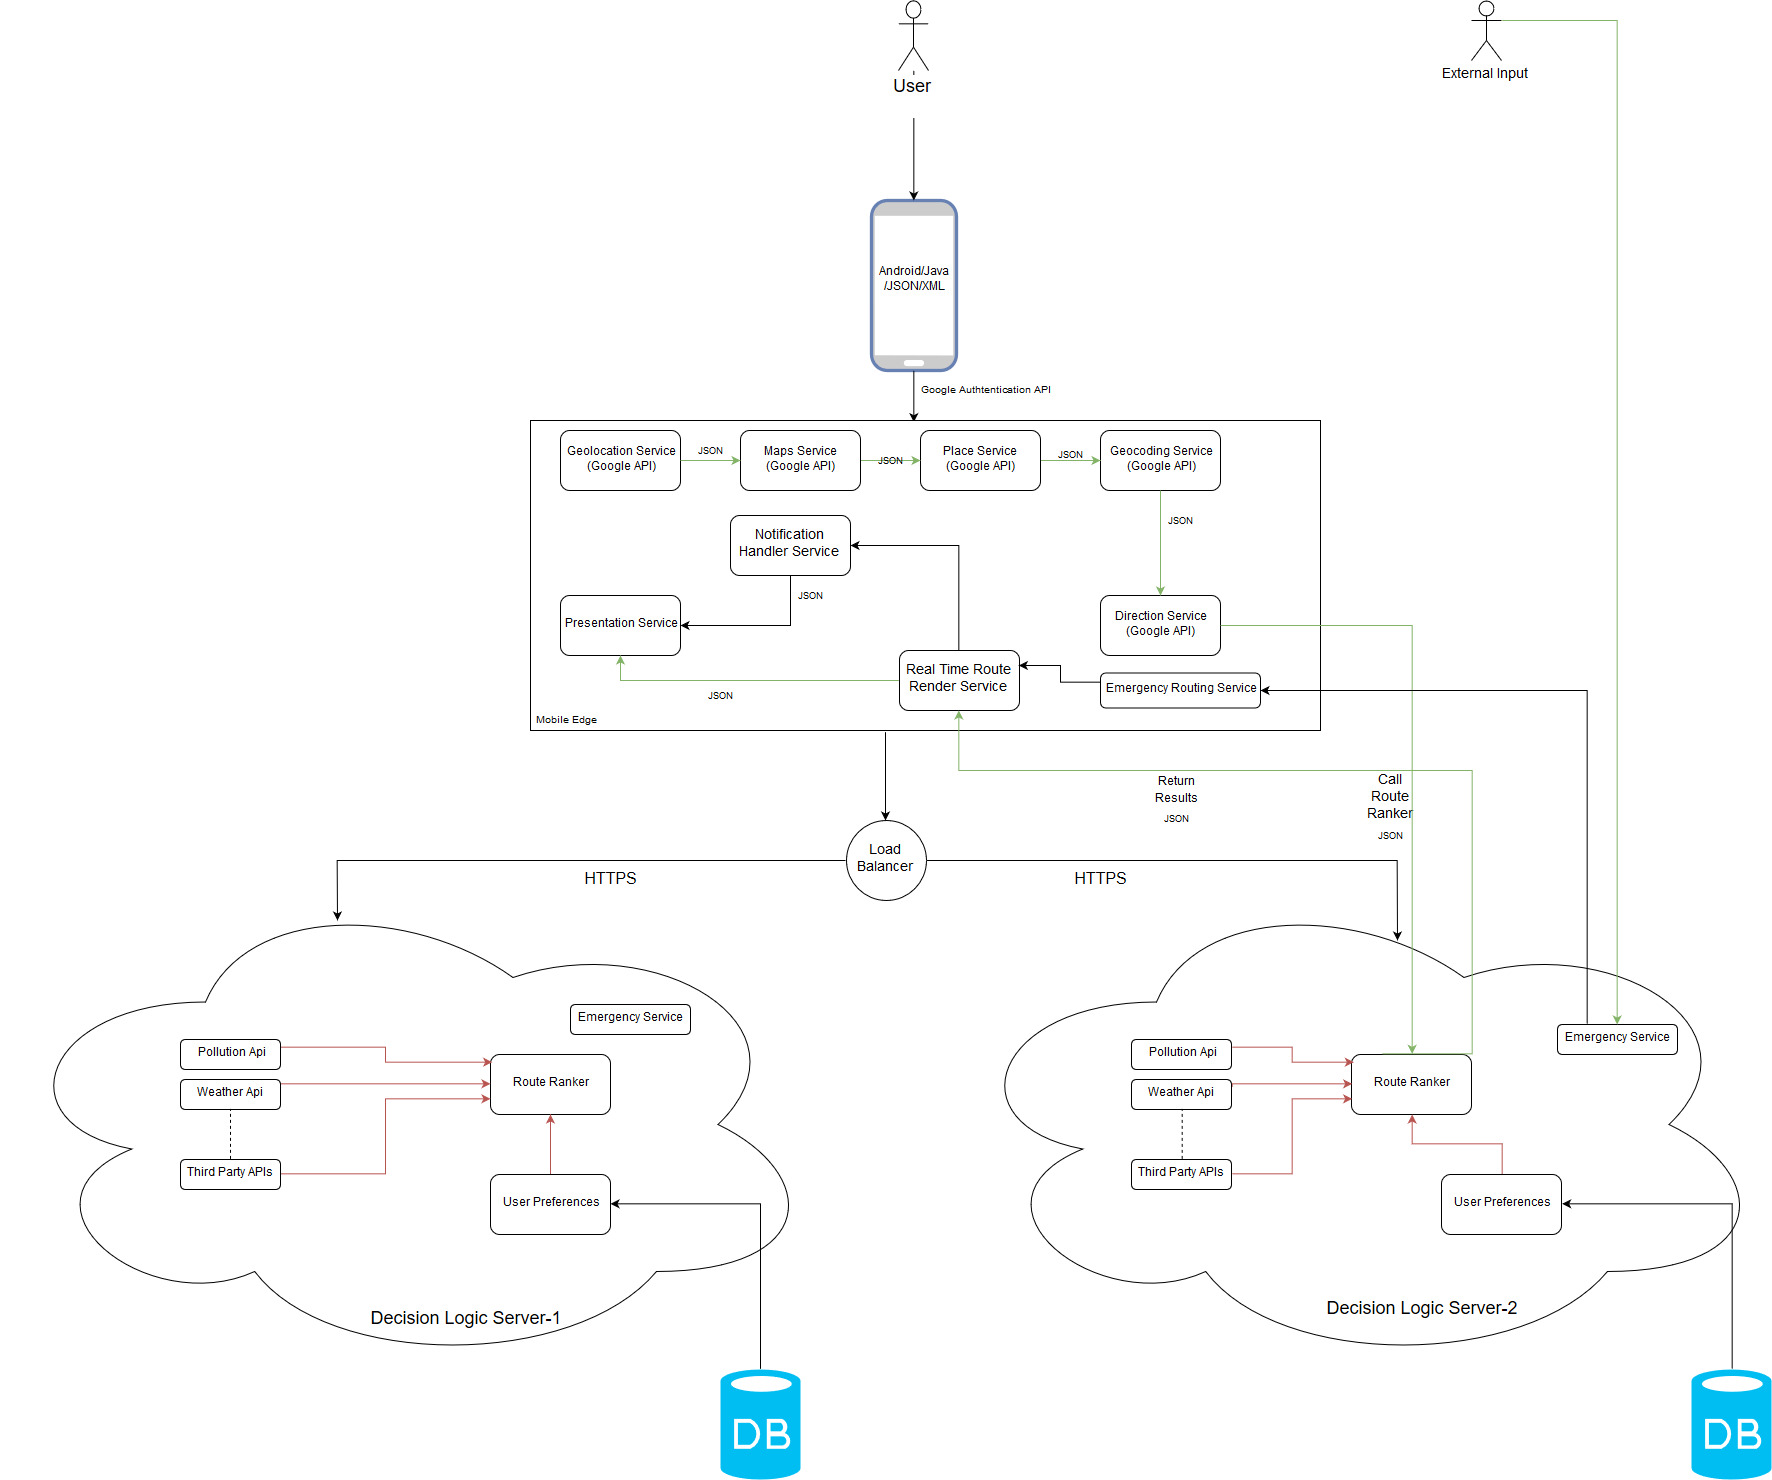 User
External Input
Android/Java
/JSON/XML
Google Authtentication API
Geolocation Service
(Google API)
JSON
Maps Service
(Google API)
JSON
Place Service
(Google API)
JSON
Geocoding Service
(Google API)
JSON
Notification
Handler Service
JSON
Presentation Service
Direction Service
(Google API)
Real Time Route
Render Service
Emergency Routing Service
JSON
Mobile Edge
Return
Results
JSON
Call
Route
Ranker
JSON
Load
Balancer
HTTPS
HTTPS
Emergency Service
Pollution Api
Weather Api
Route Ranker
Third Party APIs
User Preferences
Decision Logic Server-1
DB
Emergency Service
Pollution Api
Weather Api
Route Ranker
Third Party APIs
User Preferences
Decision Logic Server-2
DB